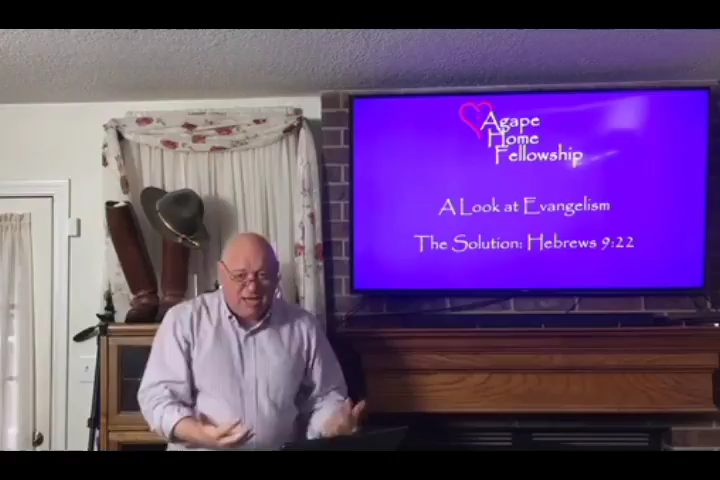 Agape
Home
Fellowship
A Look at Evangelism
The Solution: Hebrews 9:22